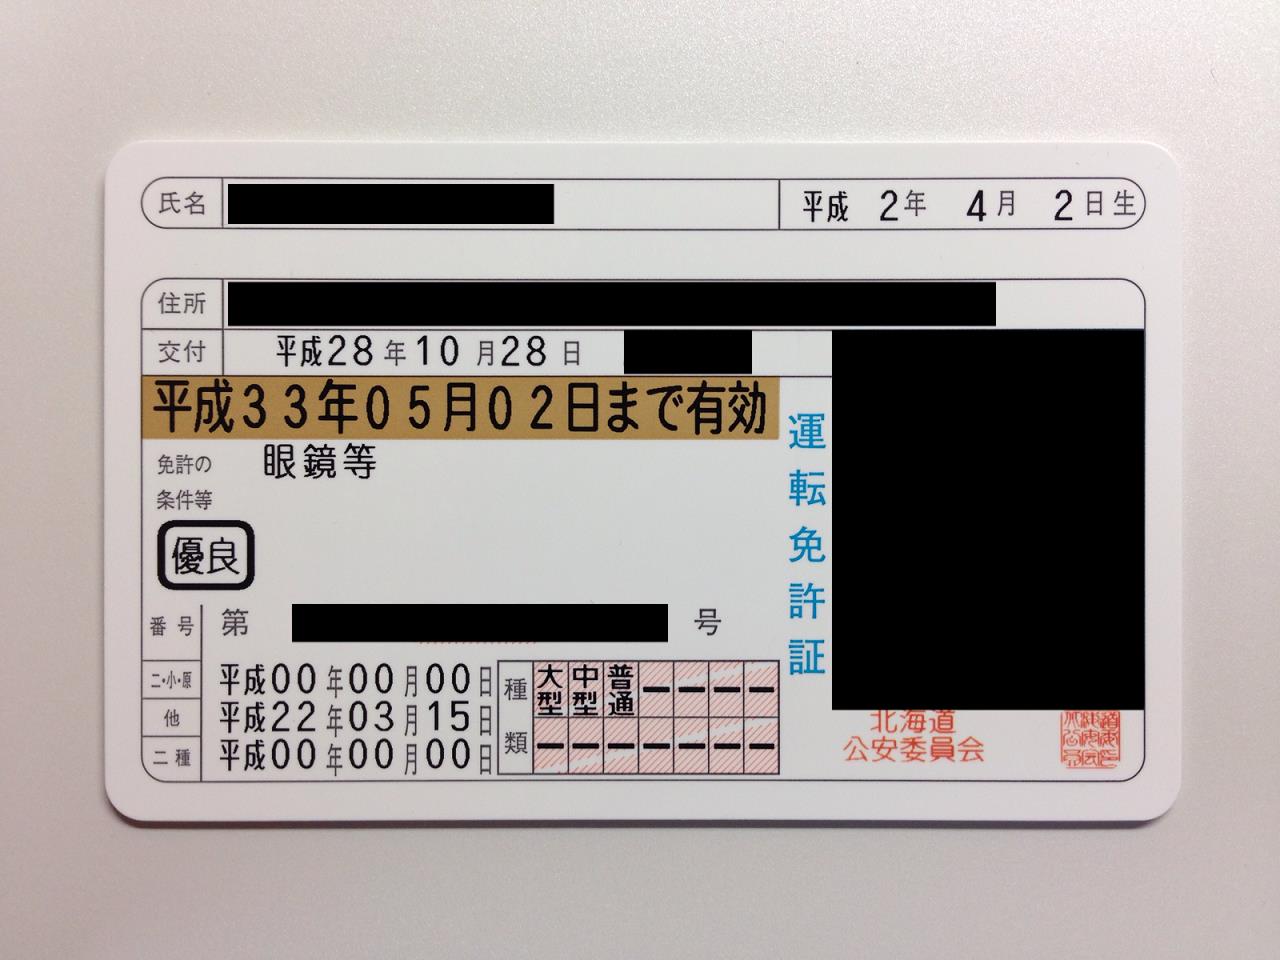 氏名 平成 2年 4月 2日生
住所
交付 平成28年10月28日
平成33年05月02日まで有効
免許の
条件等
眼鏡等
優良
運転免許証
番号 第 号
二・小・原 平成00年00月00日
他 平成22年03月15日
二種 平成00年00月00日
種類
大型 中型 普通 － － － －
－ － － － － － －
北海道
公安委員会